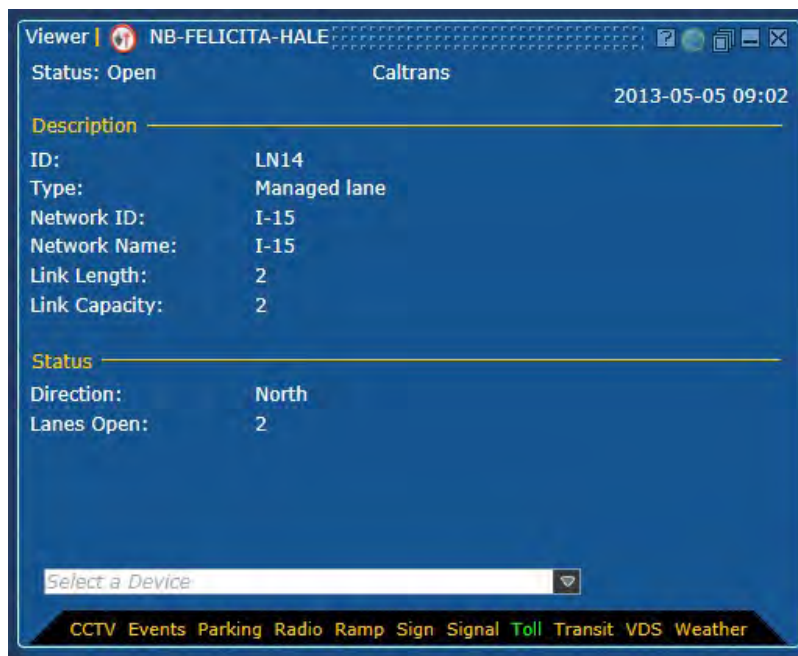 Viewer | NB-FELICITA-HALE ?
Status: Open Caltrans
2013-05-05 09:02
Description
ID: LN14
Type: Managed lane
Network ID: I-15
Network Name: I-15
Link Length: 2
Link Capacity: 2
Status
Direction: North
Lanes Open: 2
Select a Device
CCTV Events Parking Radio Ramp Sign Signal Toll Transit VDS Weather